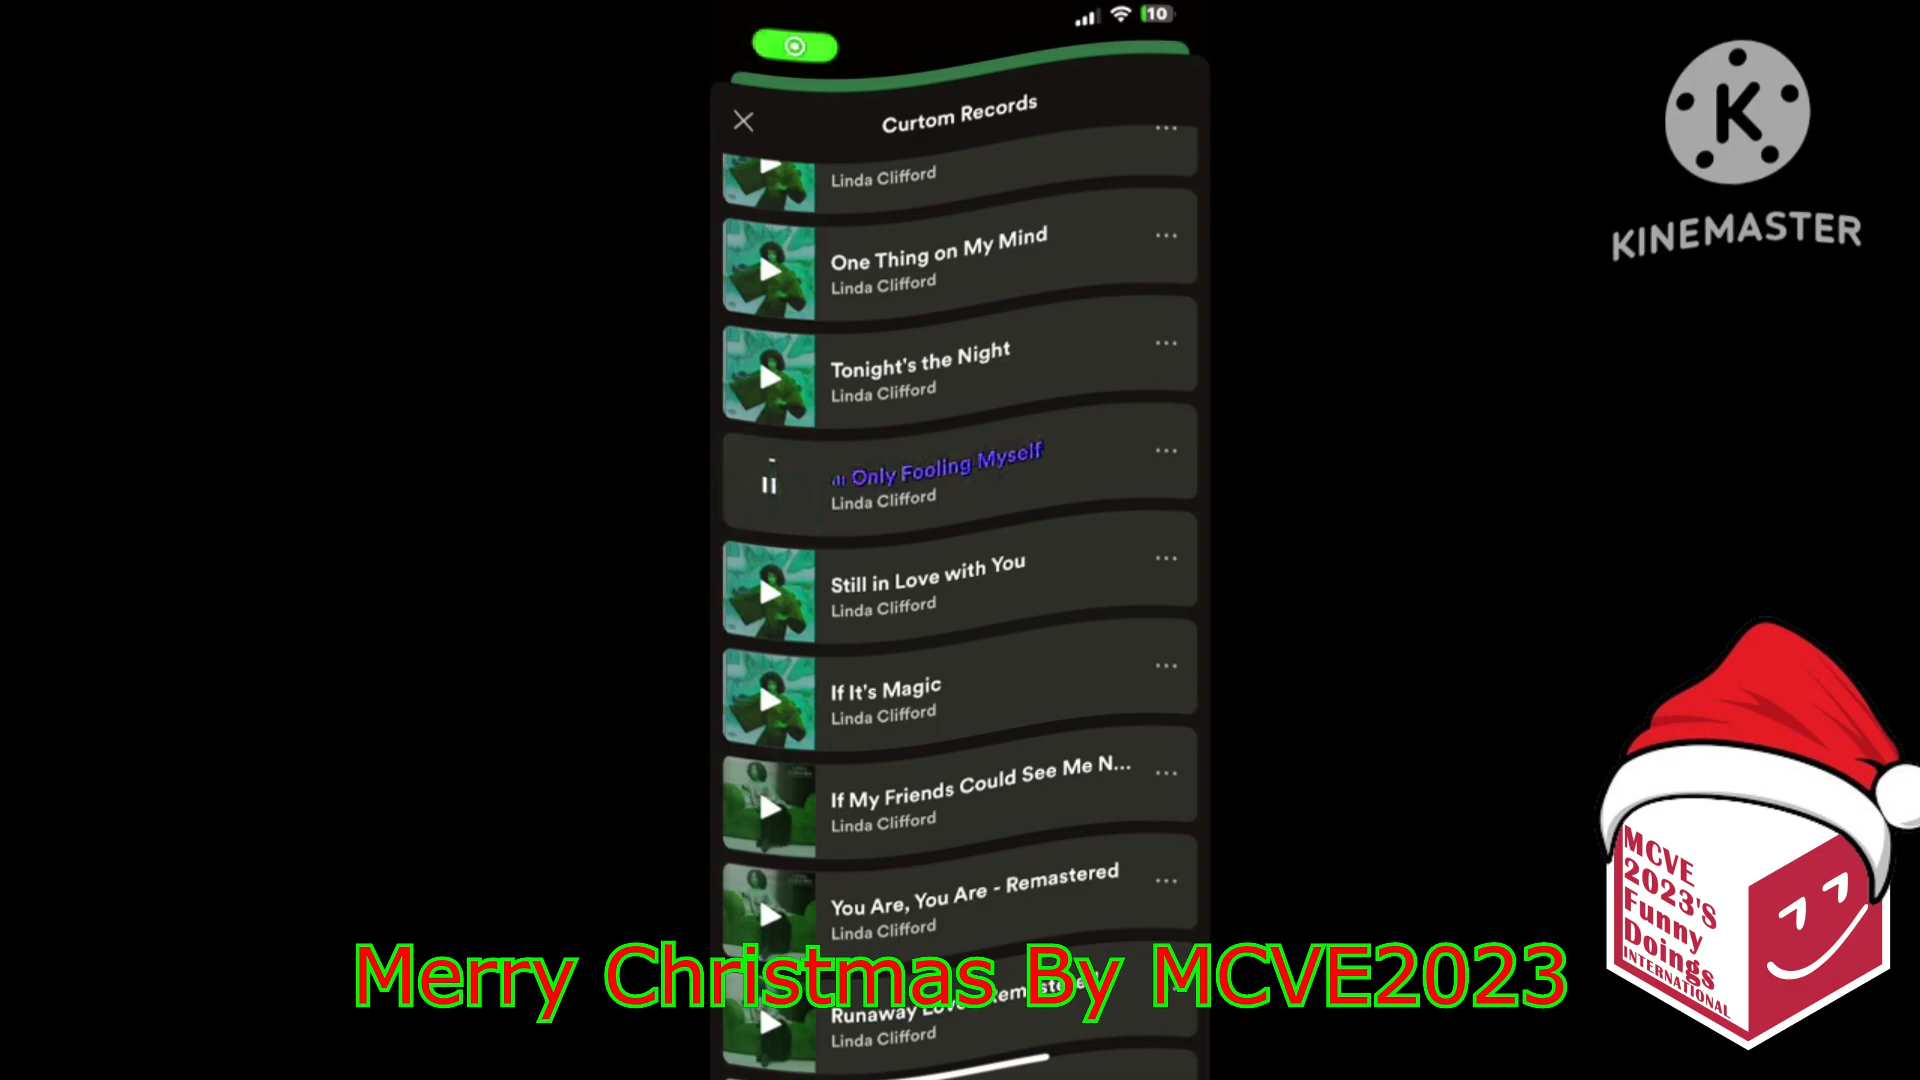 10
Curtom Records
Linda Clifford
One Thing on My Mind
Linda Clifford
Tonight's the Night
Linda Clifford
Only Fooling Myself
Linda Clifford
Still in Love with You
Linda Clifford
If It's Magic
Linda Clifford
If My Friends Could See Me N...
Linda Clifford
You Are, You Are - Remastered
Linda Clifford
Runaway
Linda Clifford
Merry Christmas By MCVE2023
K
KINEMASTER
MCVE
2023'S
Funny
Doings
INTERNATIONAL